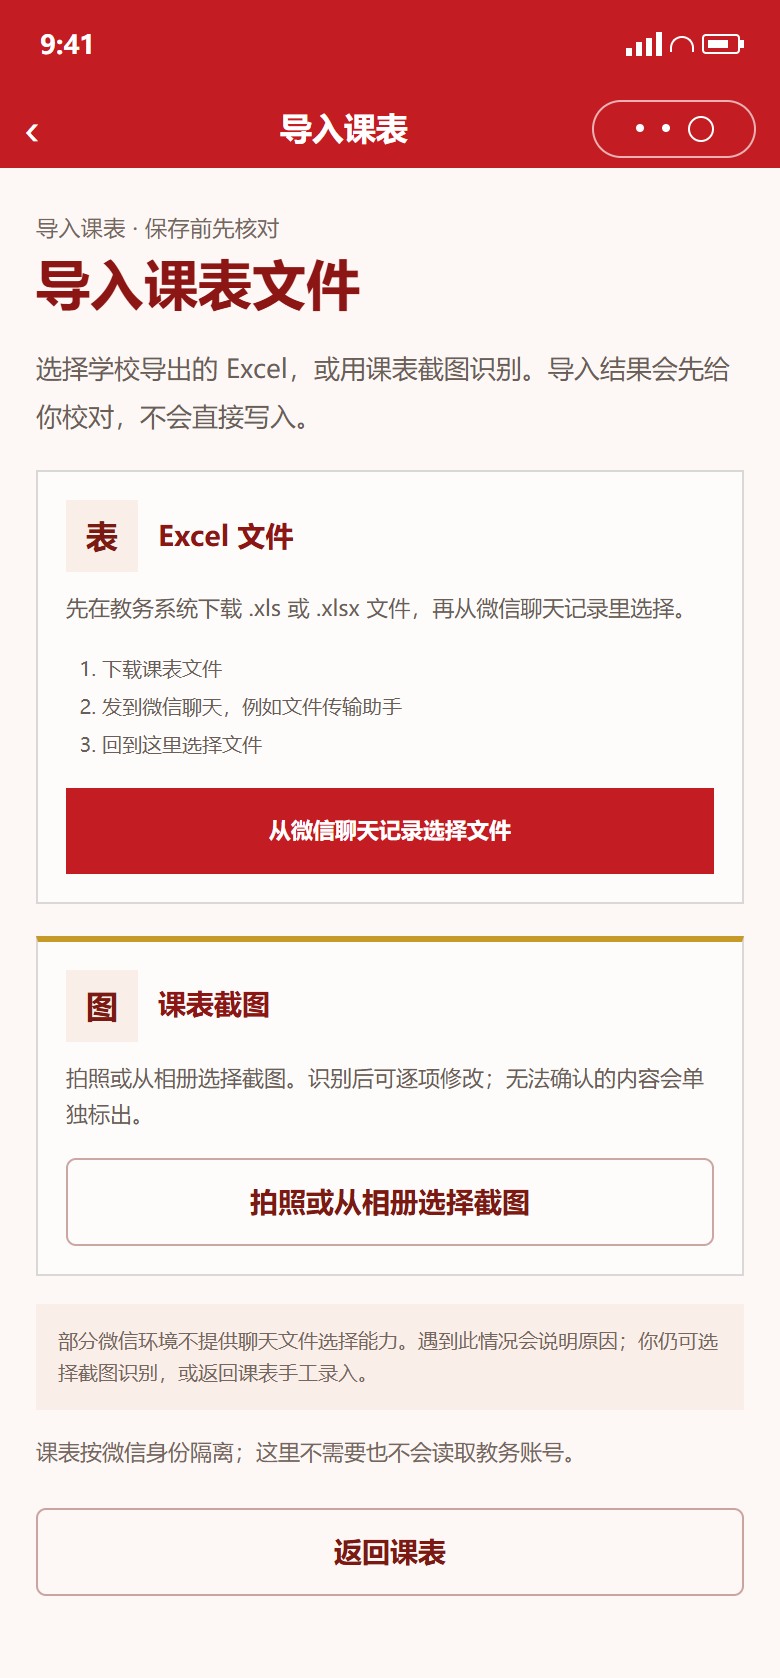 9:41
‹ 导入课表
导入课表 · 保存前先核对
导入课表文件
选择学校导出的 Excel，或用课表截图识别。导入结果会先给
你校对，不会直接写入。
表 Excel 文件
先在教务系统下载 .xls 或 .xlsx 文件，再从微信聊天记录里选择。
1. 下载课表文件
2. 发到微信聊天，例如文件传输助手
3. 回到这里选择文件
从微信聊天记录选择文件
图 课表截图
拍照或从相册选择截图。识别后可逐项修改；无法确认的内容会单
独标出。
拍照或从相册选择截图
部分微信环境不提供聊天文件选择能力。遇到此情况会说明原因；你仍可选
择截图识别，或返回课表手工录入。
课表按微信身份隔离；这里不需要也不会读取教务账号。
返回课表